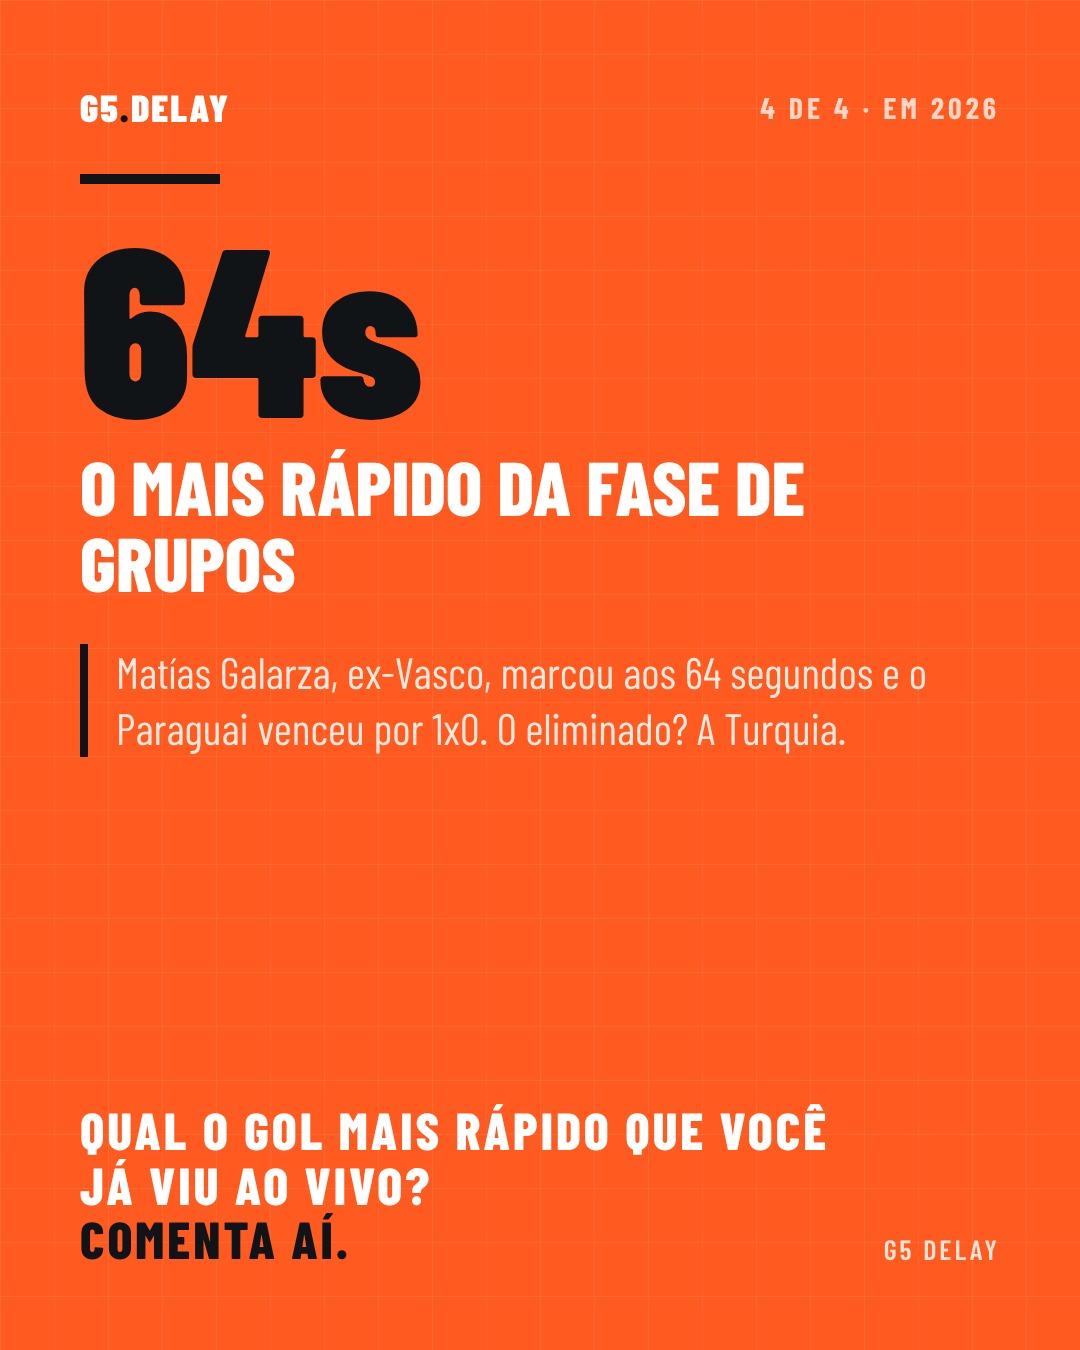 G5.DELAY
4 DE 4 · EM 2026
64s
O MAIS RÁPIDO DA FASE DE
GRUPOS
Matías Galarza, ex-Vasco, marcou aos 64 segundos e o
Paraguai venceu por 1x0. O eliminado? A Turquia.
QUAL O GOL MAIS RÁPIDO QUE VOCÊ
JÁ VIU AO VIVO?
COMENTA AÍ.
G5 DELAY